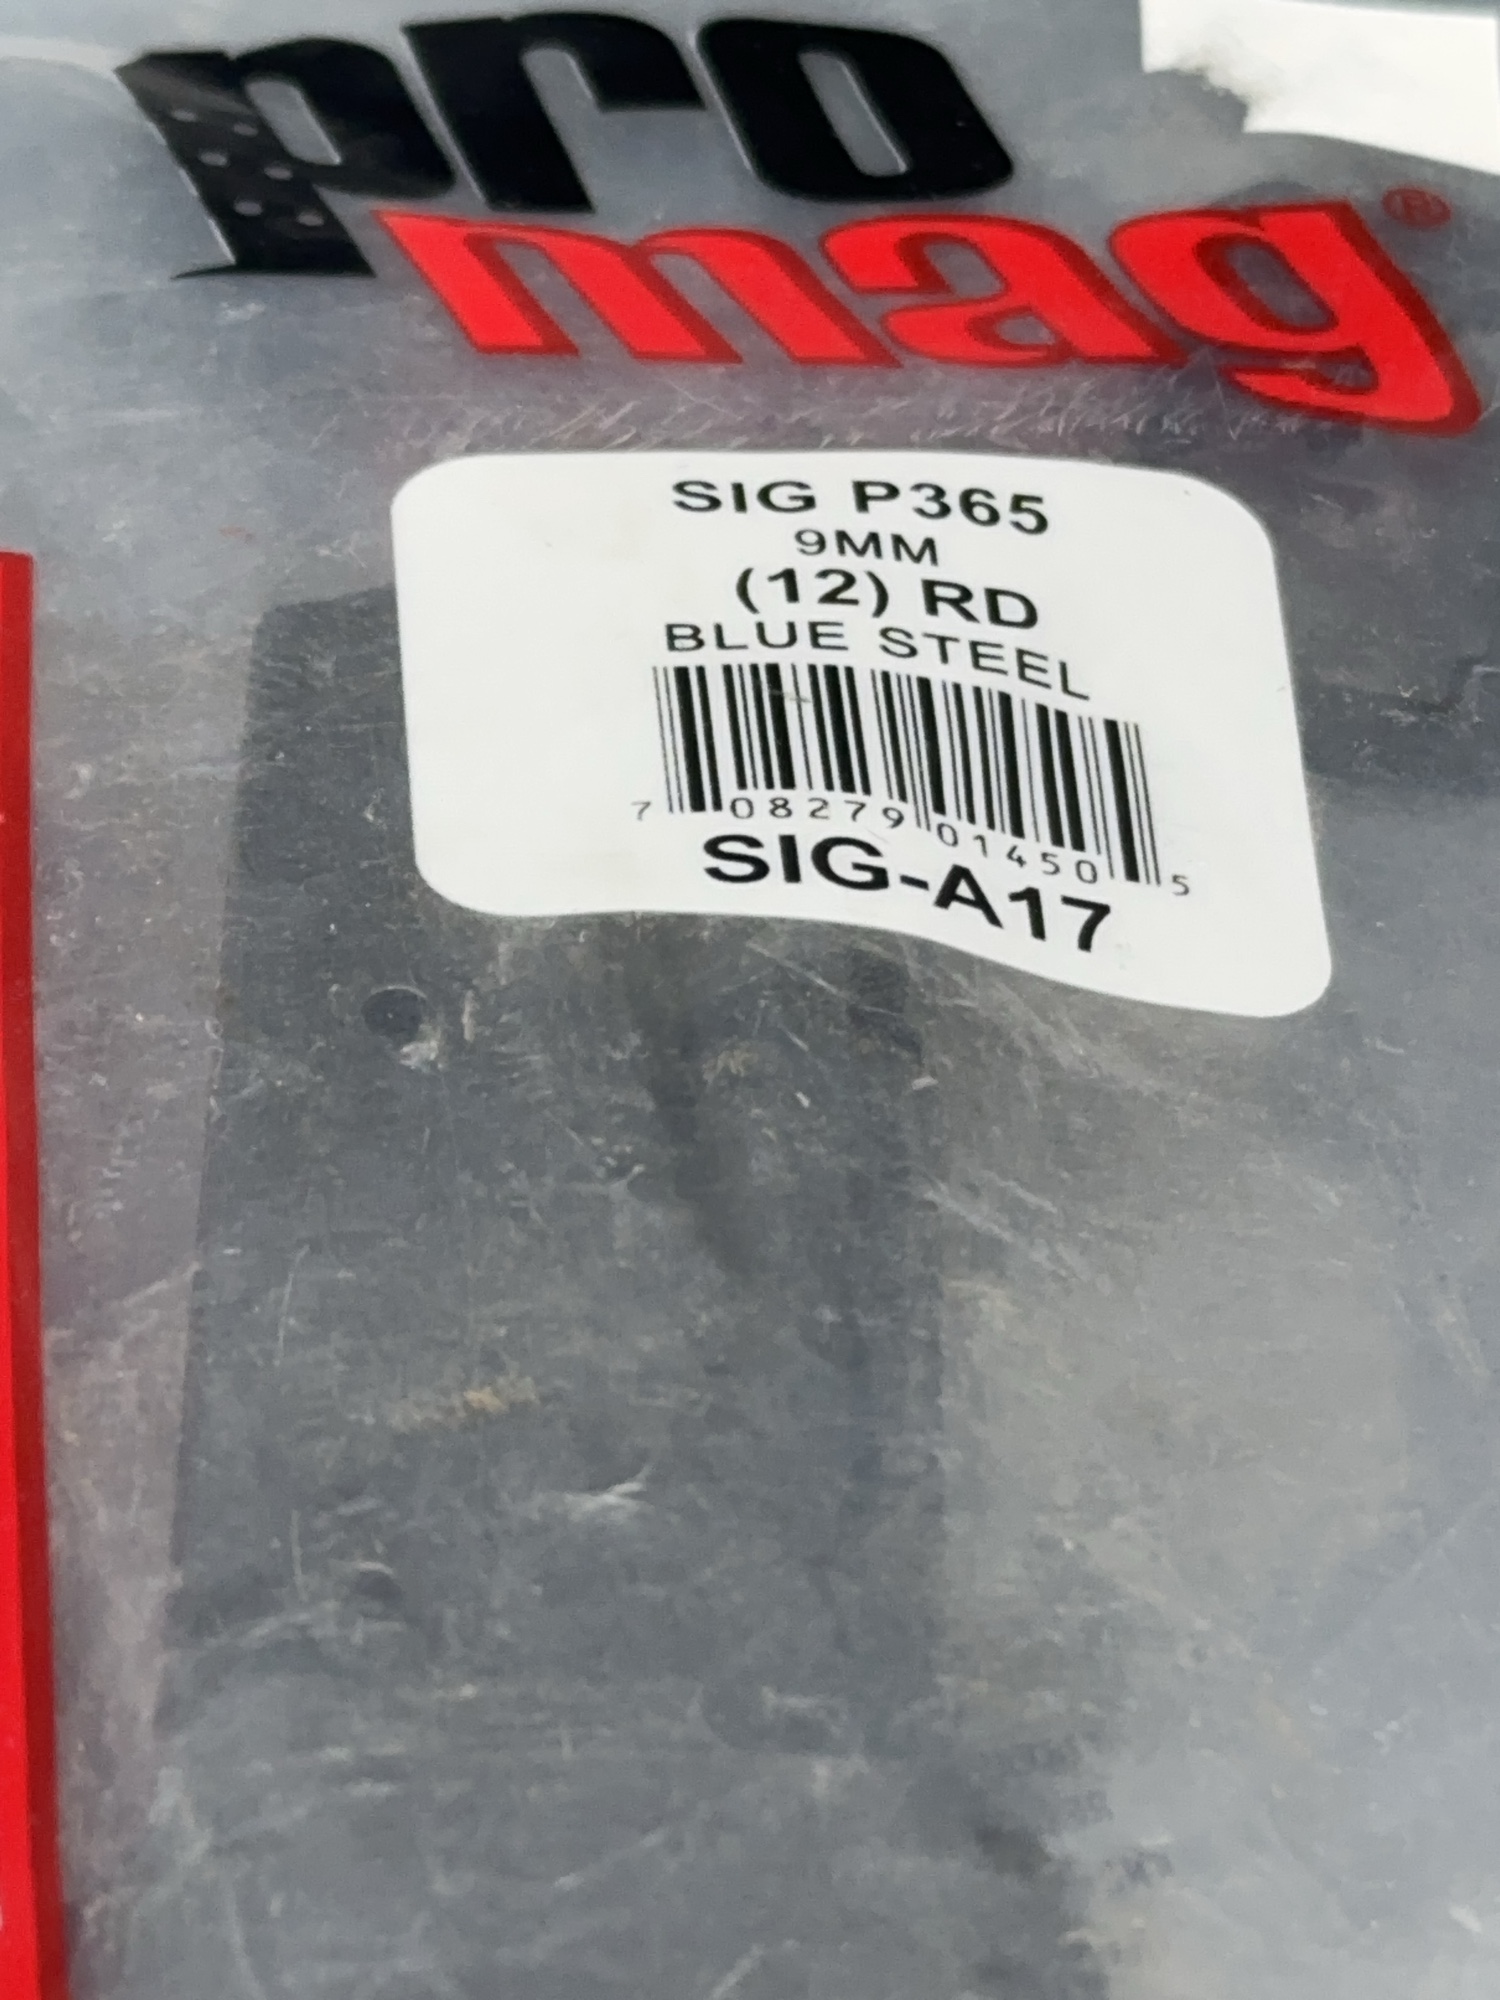 pro
mag®
SIG P365
9MM
(12) RD
BLUE STEEL
7 08279 01450 5
SIG-A17